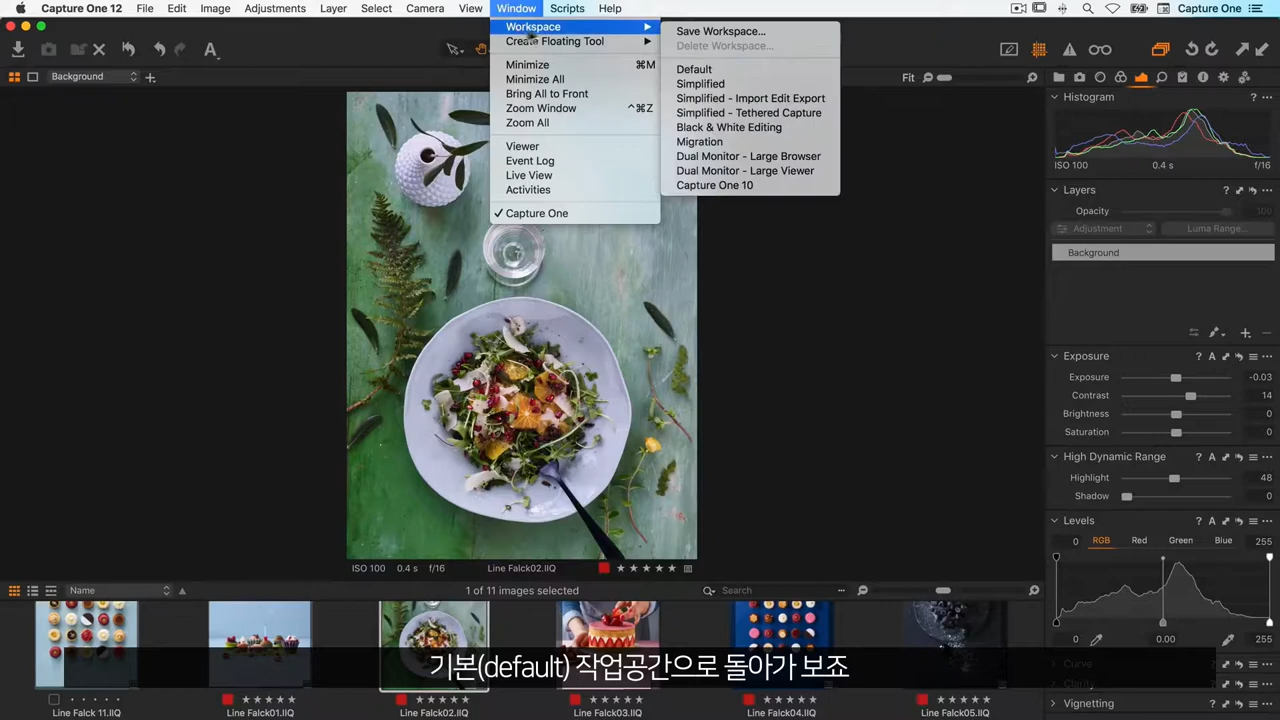 Capture One 12 File Edit Image Adjustments Layer Select Camera View Window Scripts Help Capture One
Background
Fit
Workspace
Create Floating Tool
Minimize ⌘M
Minimize All
Bring All to Front
Zoom Window ^⌘Z
Zoom All
Viewer
Event Log
Live View
Activities
✓ Capture One
Save Workspace...
Delete Workspace...
Default
Simplified
Simplified - Import Edit Export
Simplified - Tethered Capture
Black & White Editing
Migration
Dual Monitor - Large Browser
Dual Monitor - Large Viewer
Capture One 10
Histogram ? ...
ISO 100 0.4 s f/16
Layers ? ...
Opacity 100
Adjustment Luma Range...
Background
Exposure ? A ...
Exposure -0.03
Contrast 14
Brightness 0
Saturation 0
High Dynamic Range ? A ...
Highlight 48
Shadow 0
Levels ? A ...
0 RGB Red Green Blue 255
0 0.00 255
Curve
Clarity
Vignetting ? ...
ISO 100 0.4 s f/16 Line Falck02.IIQ ★ ★ ★ ★ ★
Name 1 of 11 images selected Search ...
기본(default) 작업공간으로 돌아가 보죠
Line Falck 11.IIQ
★ ★ ★ ★ ★
Line Falck01.IIQ
★ ★ ★ ★ ★
Line Falck02.IIQ
★ ★ ★ ★ ★
Line Falck03.IIQ
★ ★ ★ ★ ★
Line Falck04.IIQ
★ ★ ★ ★ ★
Line Falck05.IIQ